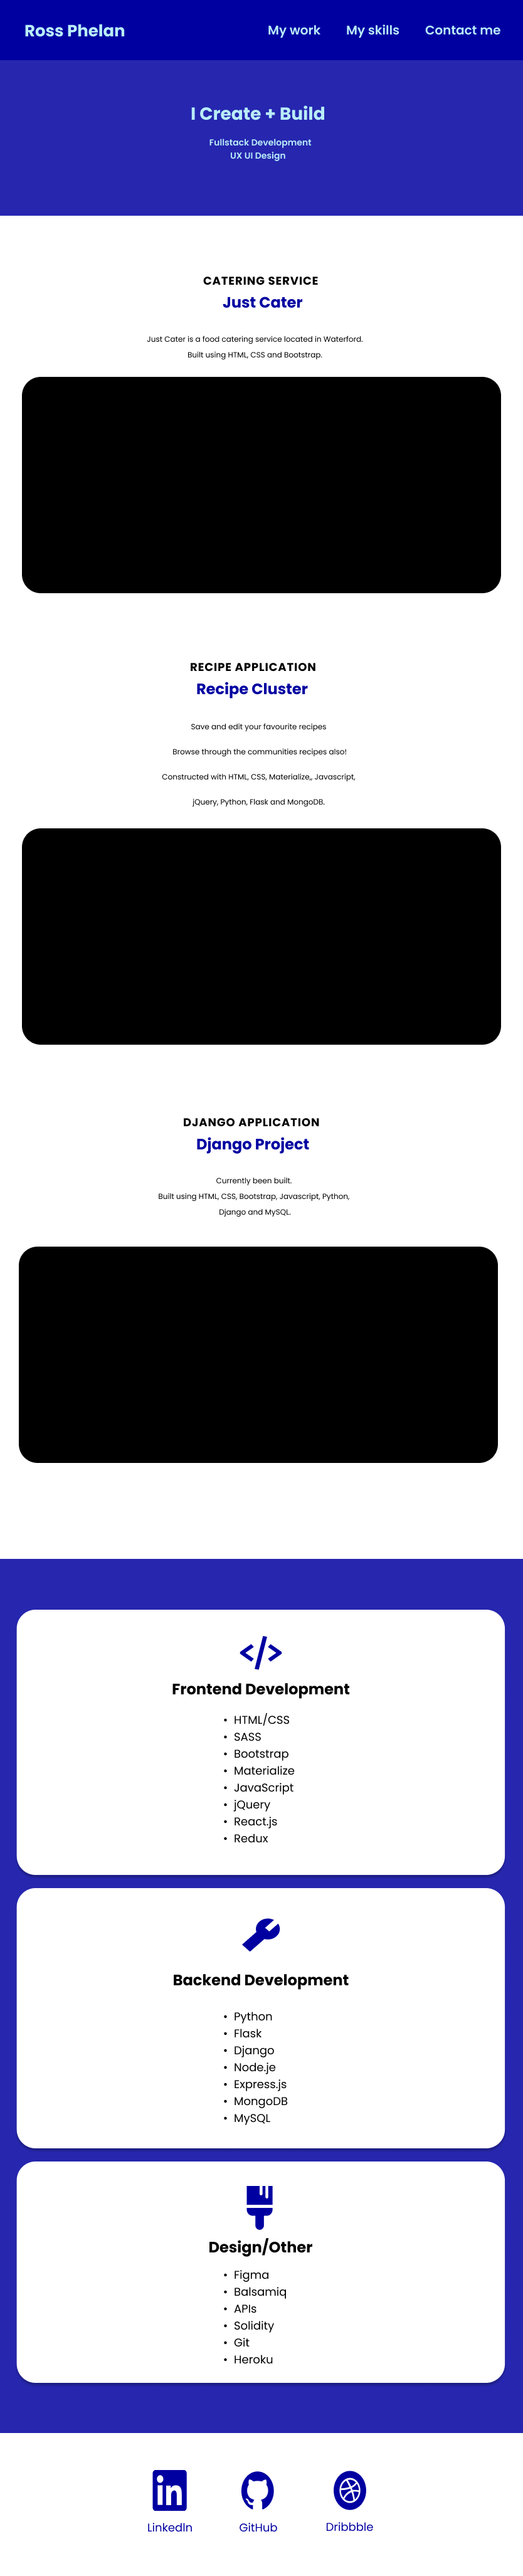 Ross Phelan
My work
My skills
Contact me
I Create + Build
Fullstack Development
UX UI Design
CATERING SERVICE
Just Cater
Just Cater is a food catering service located in Waterford.
Built using HTML, CSS and Bootstrap.
RECIPE APPLICATION
Recipe Cluster
Save and edit your favourite recipes
Browse through the communities recipes also!
Constructed with HTML, CSS, Materialize,, Javascript,
jQuery, Python, Flask and MongoDB.
DJANGO APPLICATION
Django Project
Currently been built.
Built using HTML, CSS, Bootstrap, Javascript, Python,
Django and MySQL.
</>
Frontend Development
• HTML/CSS
• SASS
• Bootstrap
• Materialize
• JavaScript
• jQuery
• React.js
• Redux
Backend Development
• Python
• Flask
• Django
• Node.je
• Express.js
• MongoDB
• MySQL
Design/Other
• Figma
• Balsamiq
• APIs
• Solidity
• Git
• Heroku
in
LinkedIn
GitHub
Dribbble